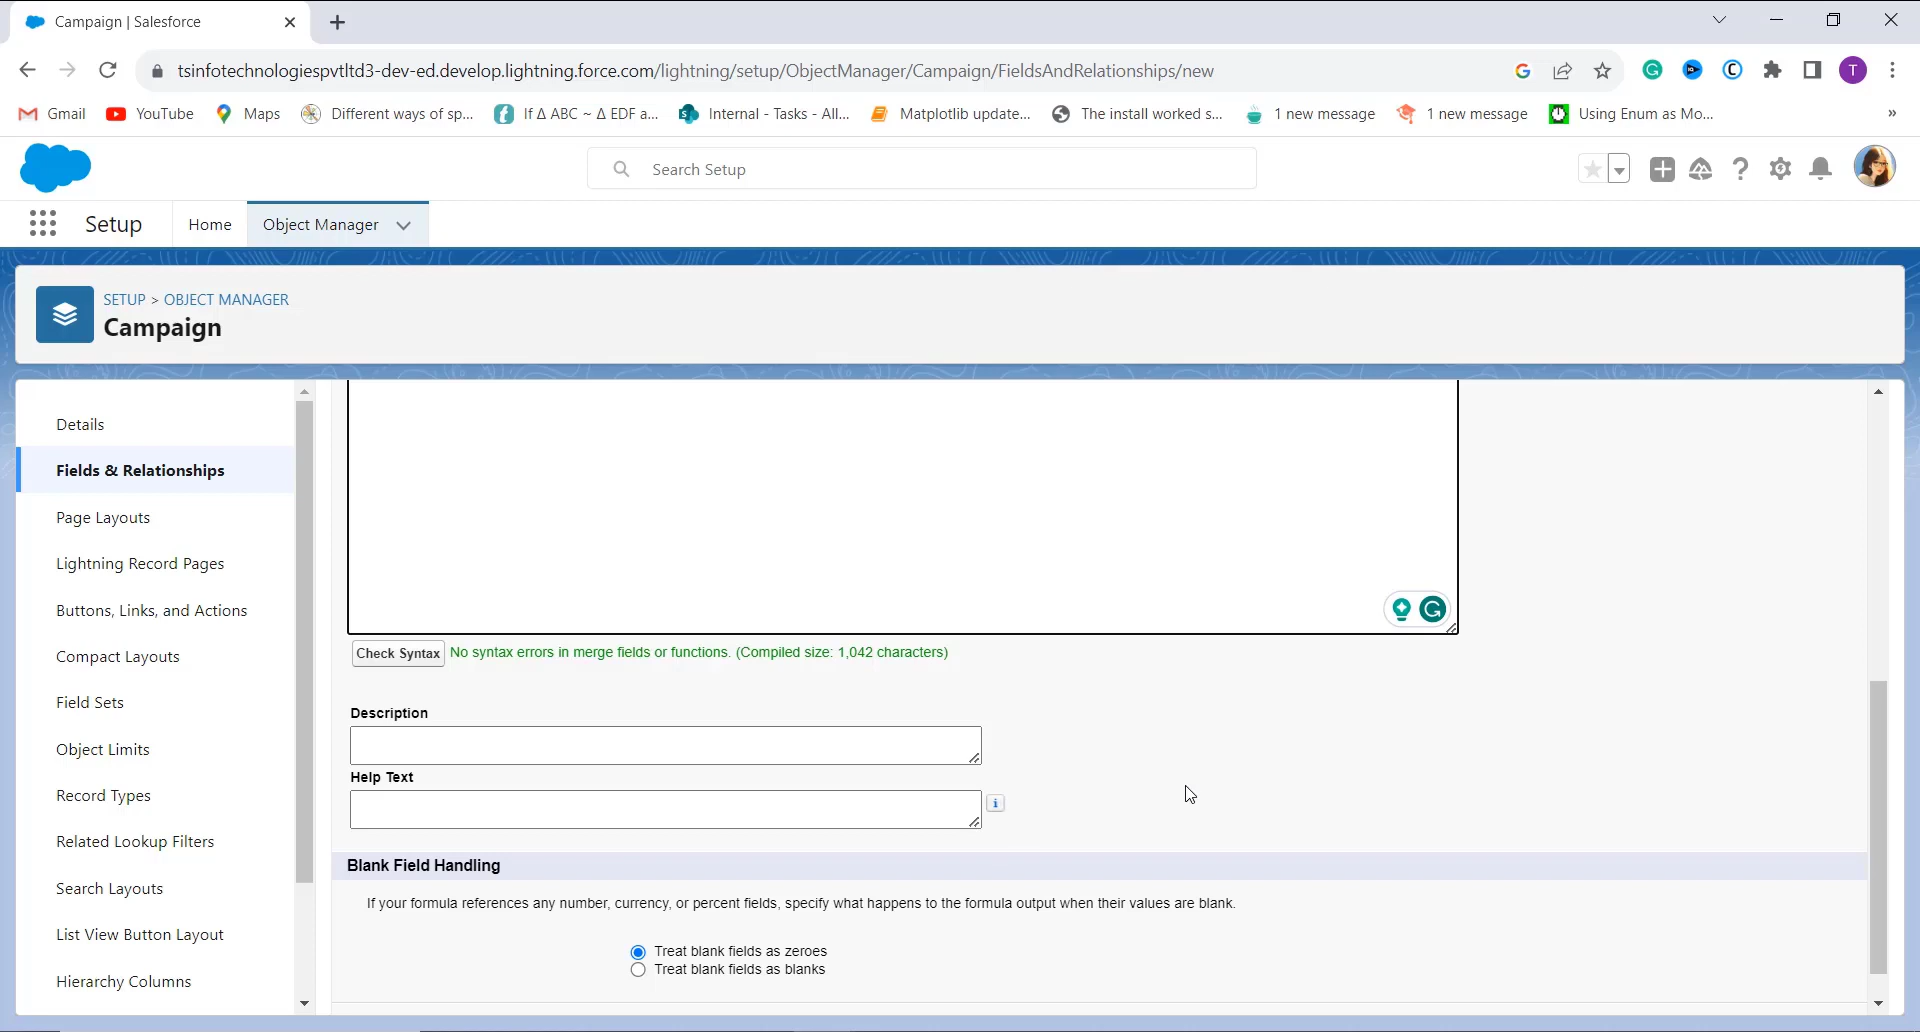 Campaign | Salesforce
tsinfotechnologiespvtltd3-dev-ed.develop.lightning.force.com/lightning/setup/ObjectManager/Campaign/FieldsAndRelationships/new
T
Gmail YouTube Maps Different ways of sp... If Δ ABC ~ Δ EDF a... Internal - Tasks - All... Matplotlib update... The install worked s... 1 new message 1 new message Using Enum as Mo... »
Search Setup
Setup Home Object Manager
SETUP > OBJECT MANAGER
Campaign
Details
Fields & Relationships
Page Layouts
Lightning Record Pages
Buttons, Links, and Actions
Compact Layouts
Field Sets
Object Limits
Record Types
Related Lookup Filters
Search Layouts
List View Button Layout
Hierarchy Columns
Check Syntax No syntax errors in merge fields or functions. (Compiled size: 1,042 characters)
Description
Help Text
i
Blank Field Handling
If your formula references any number, currency, or percent fields, specify what happens to the formula output when their values are blank.
Treat blank fields as zeroes
Treat blank fields as blanks